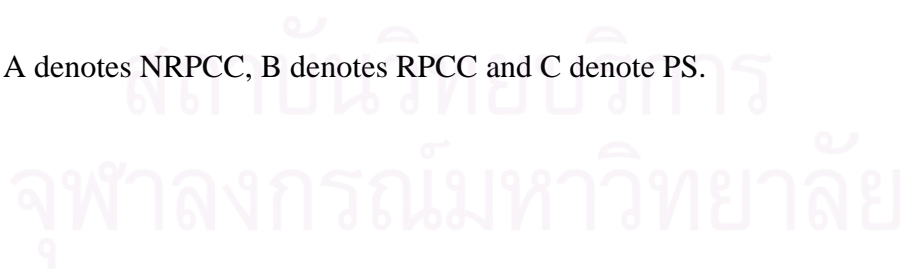 A denotes NRPCC, B denotes RPCC and C denote PS.
สถาบันวิทยบริการ
จุฬาลงกรณ์มหาวิทยาลัย